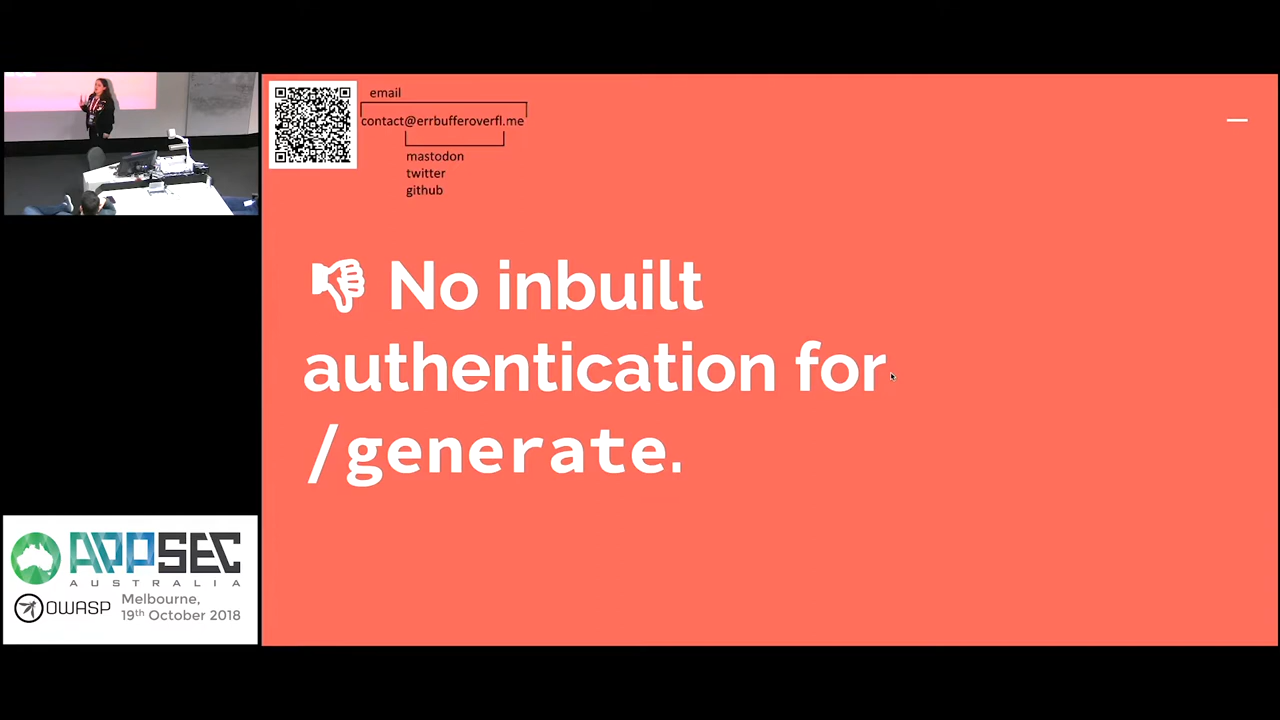 email
contact@errbufferoverfl.me
mastodon
twitter
github
👎 No inbuilt
authentication for
/generate.
APPSEC
AUSTRALIA
OWASP
Melbourne,
19th October 2018